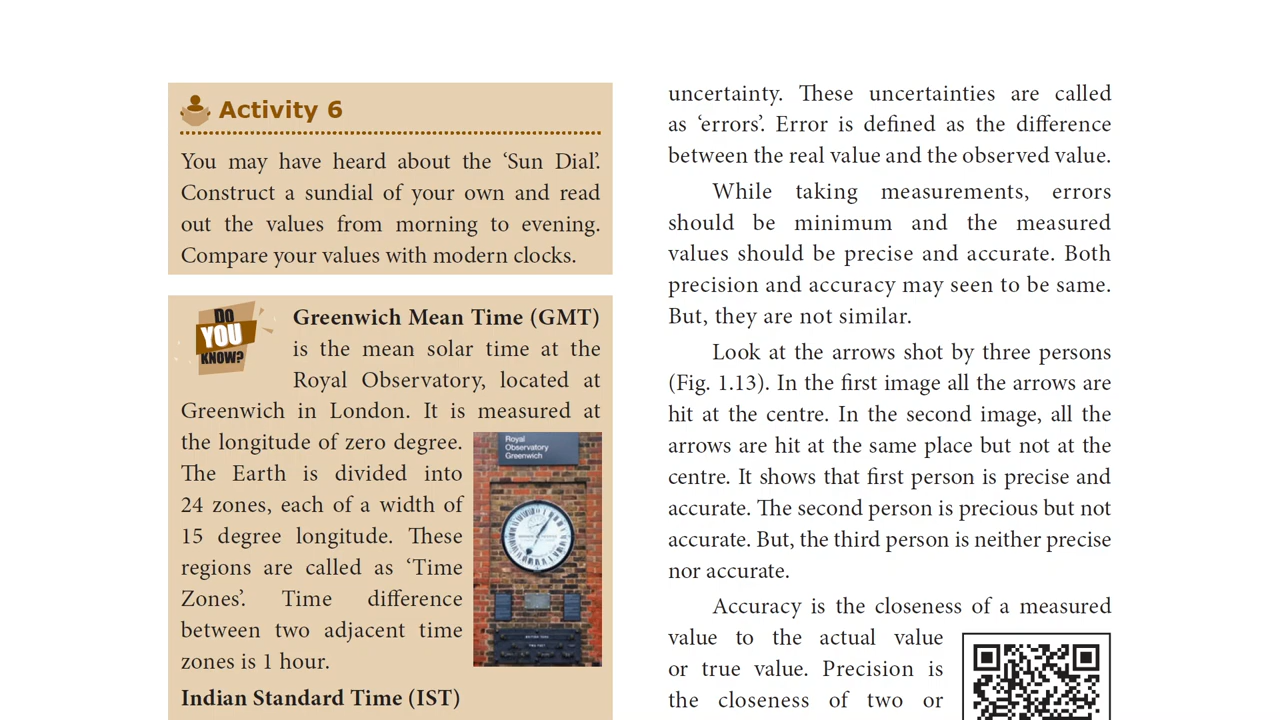 Activity 6
You may have heard about the ‘Sun Dial’.
Construct a sundial of your own and read
out the values from morning to evening.
Compare your values with modern clocks.
DO
YOU
KNOW?
Greenwich Mean Time (GMT)
is the mean solar time at the
Royal Observatory, located at
Greenwich in London. It is measured at
the longitude of zero degree.
The Earth is divided into
24 zones, each of a width of
15 degree longitude. These
regions are called as ‘Time
Zones’. Time difference
between two adjacent time
zones is 1 hour.
Royal
Observatory
Greenwich
Indian Standard Time (IST)
uncertainty. These uncertainties are called
as ‘errors’. Error is defined as the difference
between the real value and the observed value.
While taking measurements, errors
should be minimum and the measured
values should be precise and accurate. Both
precision and accuracy may seen to be same.
But, they are not similar.
Look at the arrows shot by three persons
(Fig. 1.13). In the first image all the arrows are
hit at the centre. In the second image, all the
arrows are hit at the same place but not at the
centre. It shows that first person is precise and
accurate. The second person is precious but not
accurate. But, the third person is neither precise
nor accurate.
Accuracy is the closeness of a measured
value to the actual value
or true value. Precision is
the closeness of two or